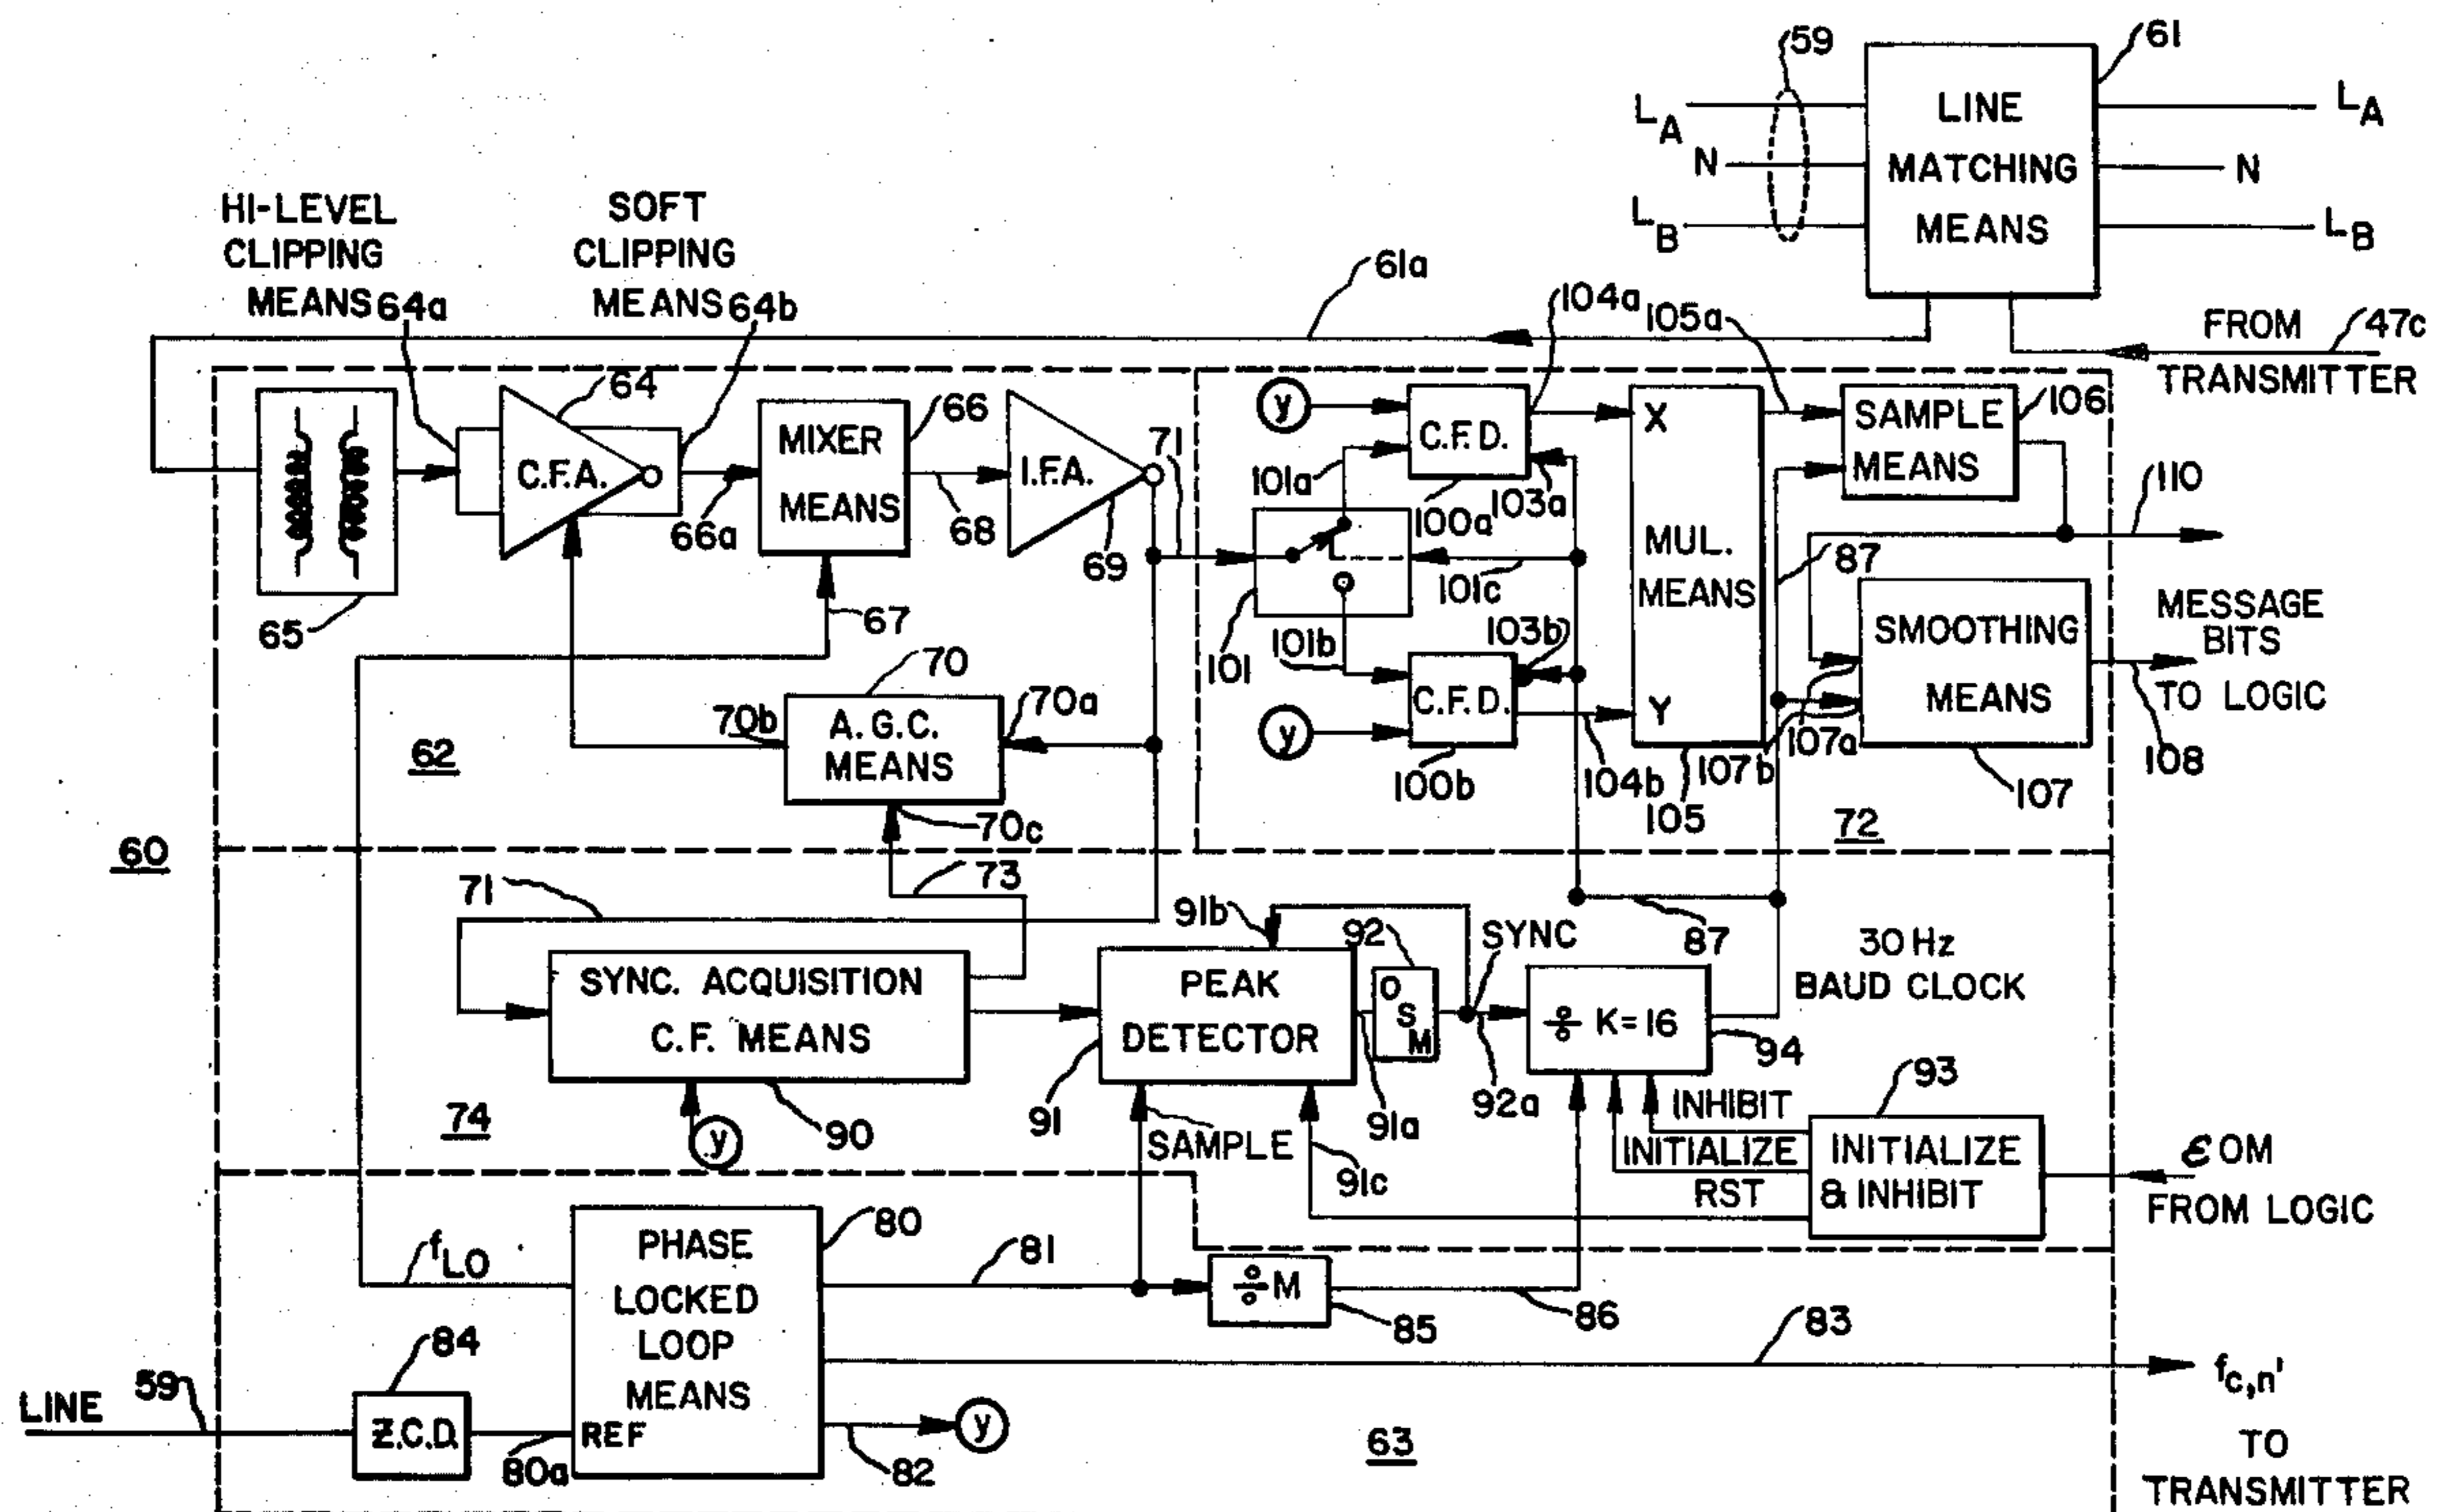 59
61
L_A
LINE
L_A
N
MATCHING
N
L_B
MEANS
L_B
HI-LEVEL
CLIPPING
MEANS 64a
SOFT
CLIPPING
MEANS 64b
61a
104a
105a
FROM
47c
TRANSMITTER
64
C.F.A.
66a
65
MIXER
MEANS
66
67
68
I.F.A.
69
71
70
70b
A.G.C.
MEANS
70a
70c
62
60
y
C.F.D.
101a
100a
103a
101
101b
101c
103b
C.F.D.
y
100b
104b
X
MUL.
MEANS
Y
105
SAMPLE
MEANS
106
110
87
SMOOTHING
MEANS
107a
107b
107
MESSAGE
BITS
TO LOGIC
108
72
71
73
SYNC. ACQUISITION
C.F. MEANS
y
90
74
91b
PEAK
DETECTOR
91
91a
92
O
S
M
SYNC
92a
÷ K=16
94
87
30 Hz
BAUD CLOCK
SAMPLE
91c
INHIBIT
INITIALIZE
RST
93
INITIALIZE
& INHIBIT
EOM
FROM LOGIC
fLO
PHASE
LOCKED
LOOP
MEANS
REF
80
81
÷M
85
86
83
fc,n'
TO
TRANSMITTER
LINE
59
84
Z.C.D.
80a
82
y
63